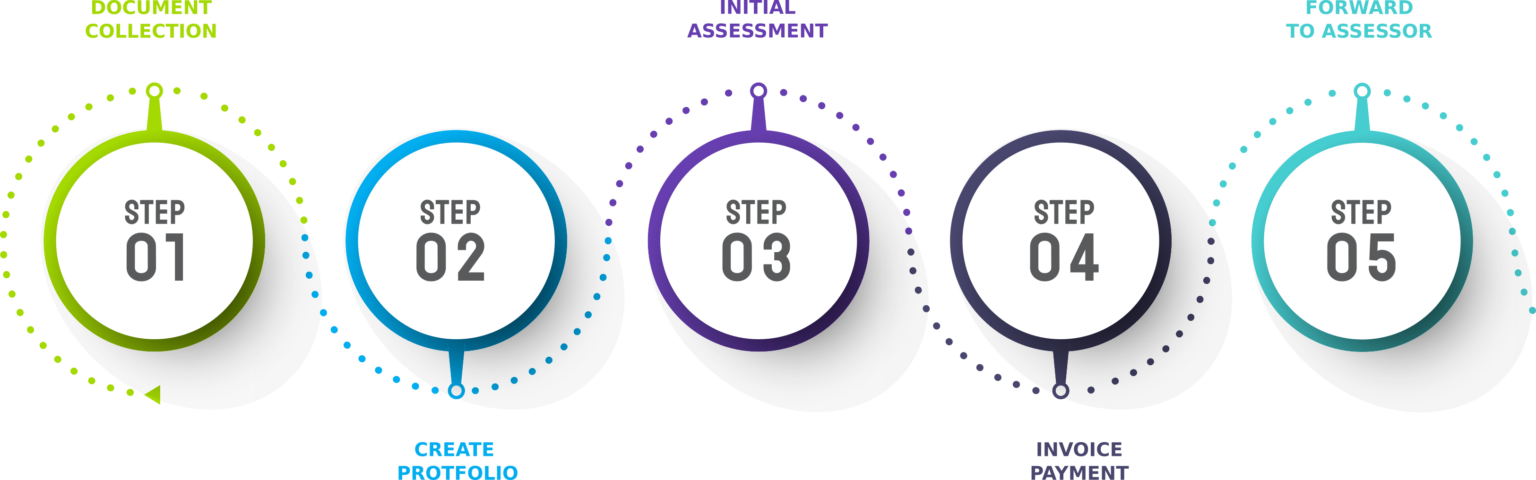 DOCUMENT
COLLECTION
STEP
01
CREATE
PROTFOLIO
STEP
02
INITIAL
ASSESSMENT
STEP
03
INVOICE
PAYMENT
STEP
04
FORWARD
TO ASSESSOR
STEP
05